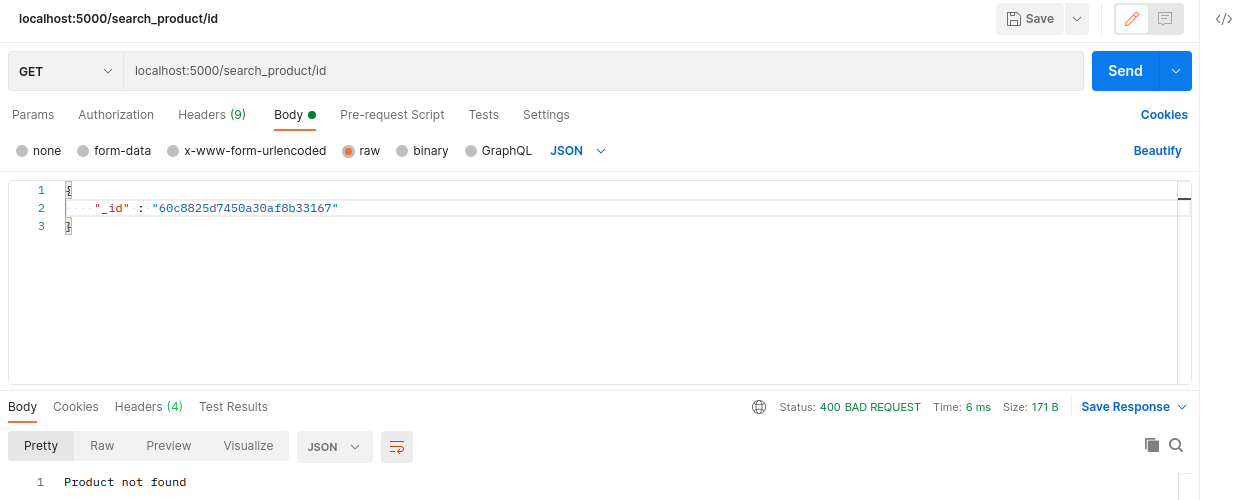 localhost:5000/search_product/id
Save
</>
GET localhost:5000/search_product/id Send
Params Authorization Headers (9) Body Pre-request Script Tests Settings Cookies
none form-data x-www-form-urlencoded raw binary GraphQL JSON Beautify
1 {
2 "_id" : "60c8825d7450a30af8b33167"
3 }
Body Cookies Headers (4) Test Results Status: 400 BAD REQUEST Time: 6 ms Size: 171 B Save Response
Pretty Raw Preview Visualize JSON
1 Product not found